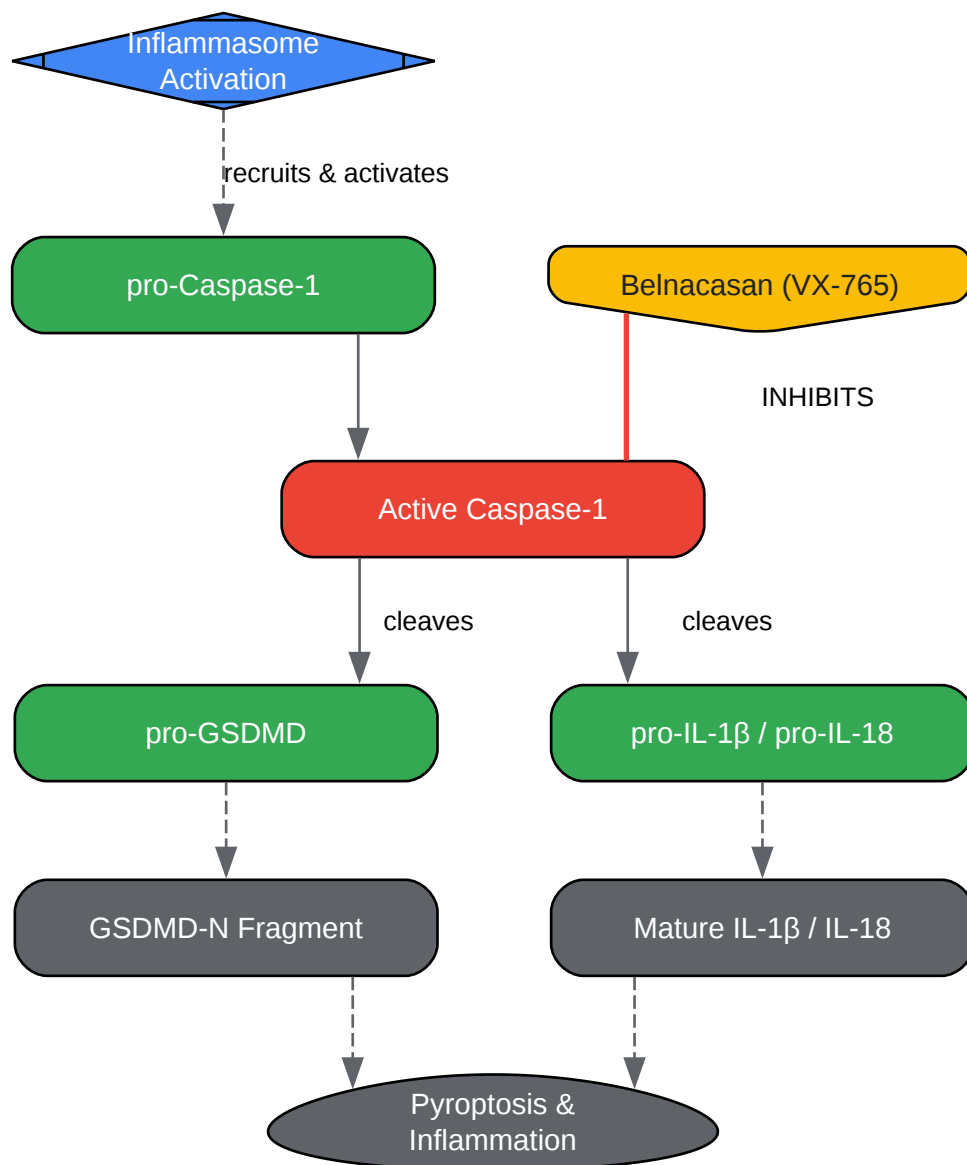 Inflammasome
Activation
recruits & activates
pro-Caspase-1
Belnacasan (VX-765)
INHIBITS
Active Caspase-1
cleaves
cleaves
pro-GSDMD
pro-IL-1β / pro-IL-18
GSDMD-N Fragment
Mature IL-1β / IL-18
Pyroptosis &
Inflammation